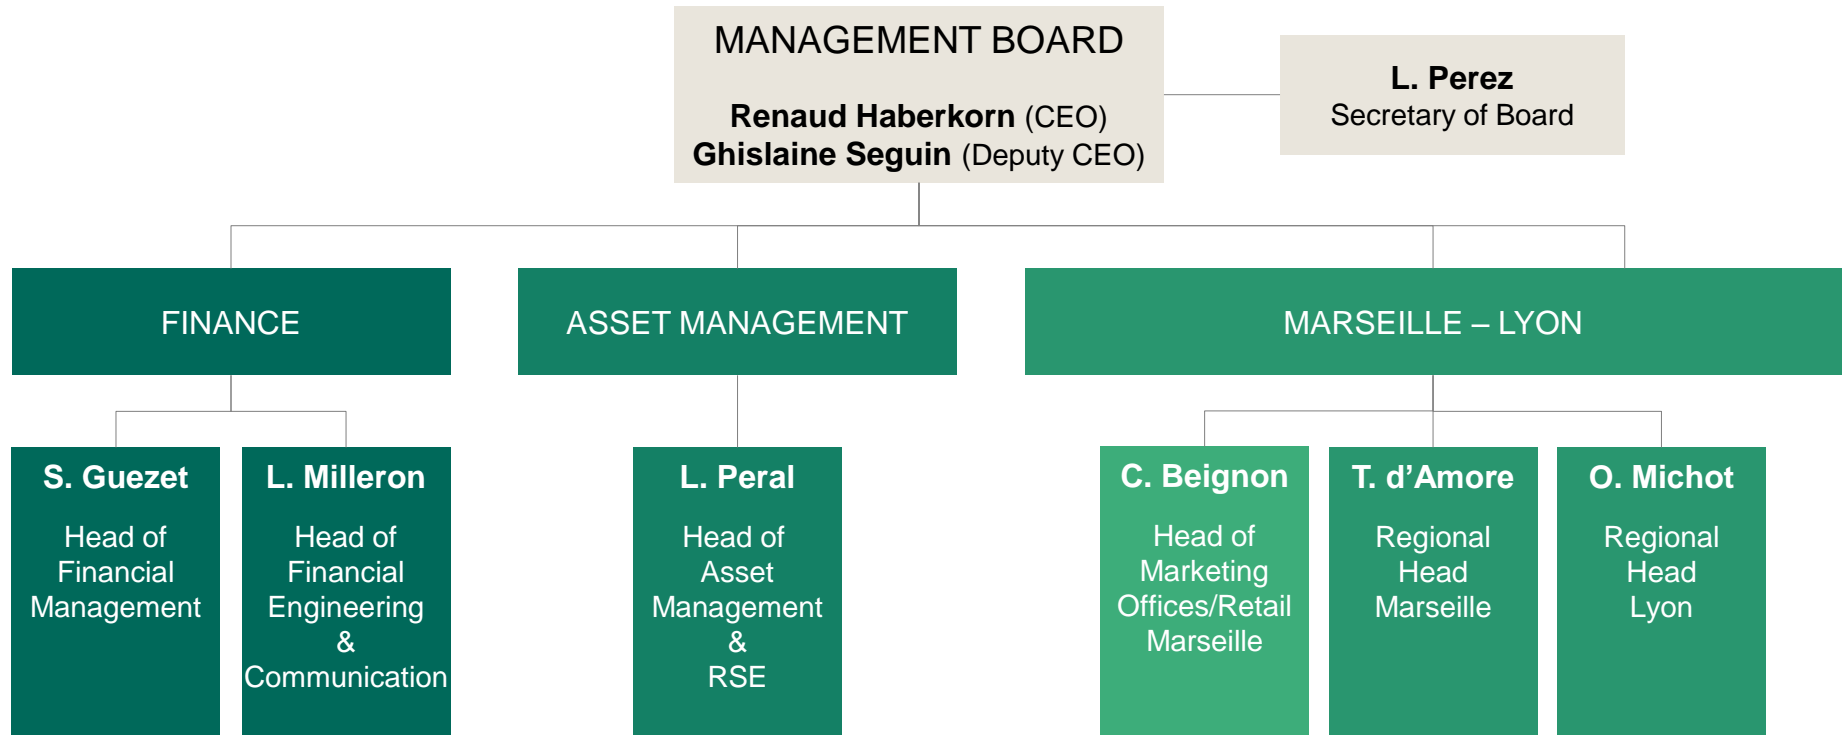 MANAGEMENT BOARD
Renaud Haberkorn (CEO)
Ghislaine Seguin (Deputy CEO)
L. Perez
Secretary of Board
FINANCE
ASSET MANAGEMENT
MARSEILLE – LYON
S. Guezet
Head of
Financial
Management
L. Milleron
Head of
Financial
Engineering
&
Communication
L. Peral
Head of
Asset
Management
&
RSE
C. Beignon
Head of
Marketing
Offices/Retail
Marseille
T. d’Amore
Regional
Head
Marseille
O. Michot
Regional
Head
Lyon